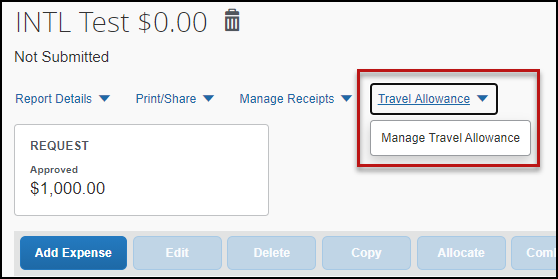 INTL Test $0.00
Not Submitted
Report Details Print/Share Manage Receipts Travel Allowance
Manage Travel Allowance
REQUEST
Approved
$1,000.00
Add Expense Edit Delete Copy Allocate